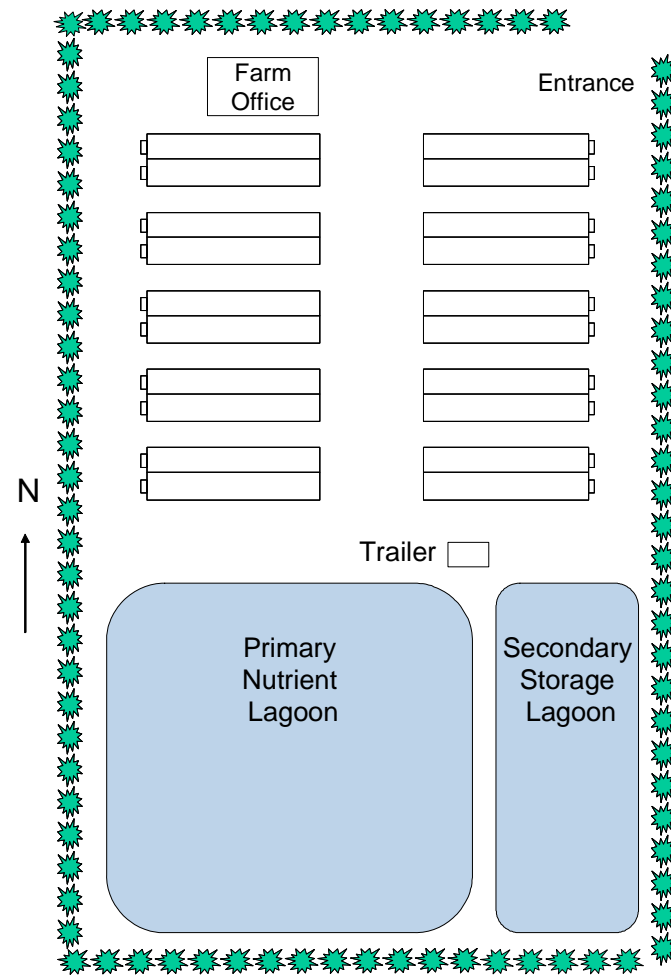 Farm
Office
Entrance
N
Trailer
Primary
Nutrient
Lagoon
Secondary
Storage
Lagoon